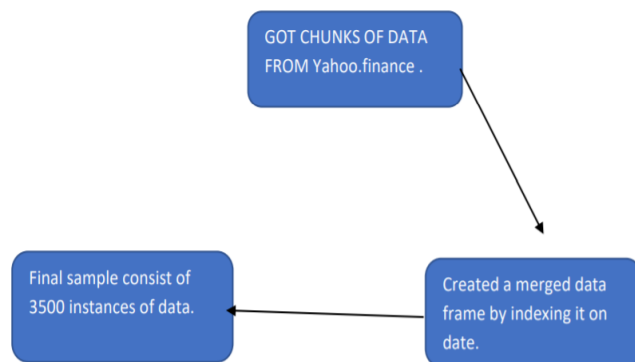 GOT CHUNKS OF DATA
FROM Yahoo.finance .
Created a merged data
frame by indexing it on
date.
Final sample consist of
3500 instances of data.